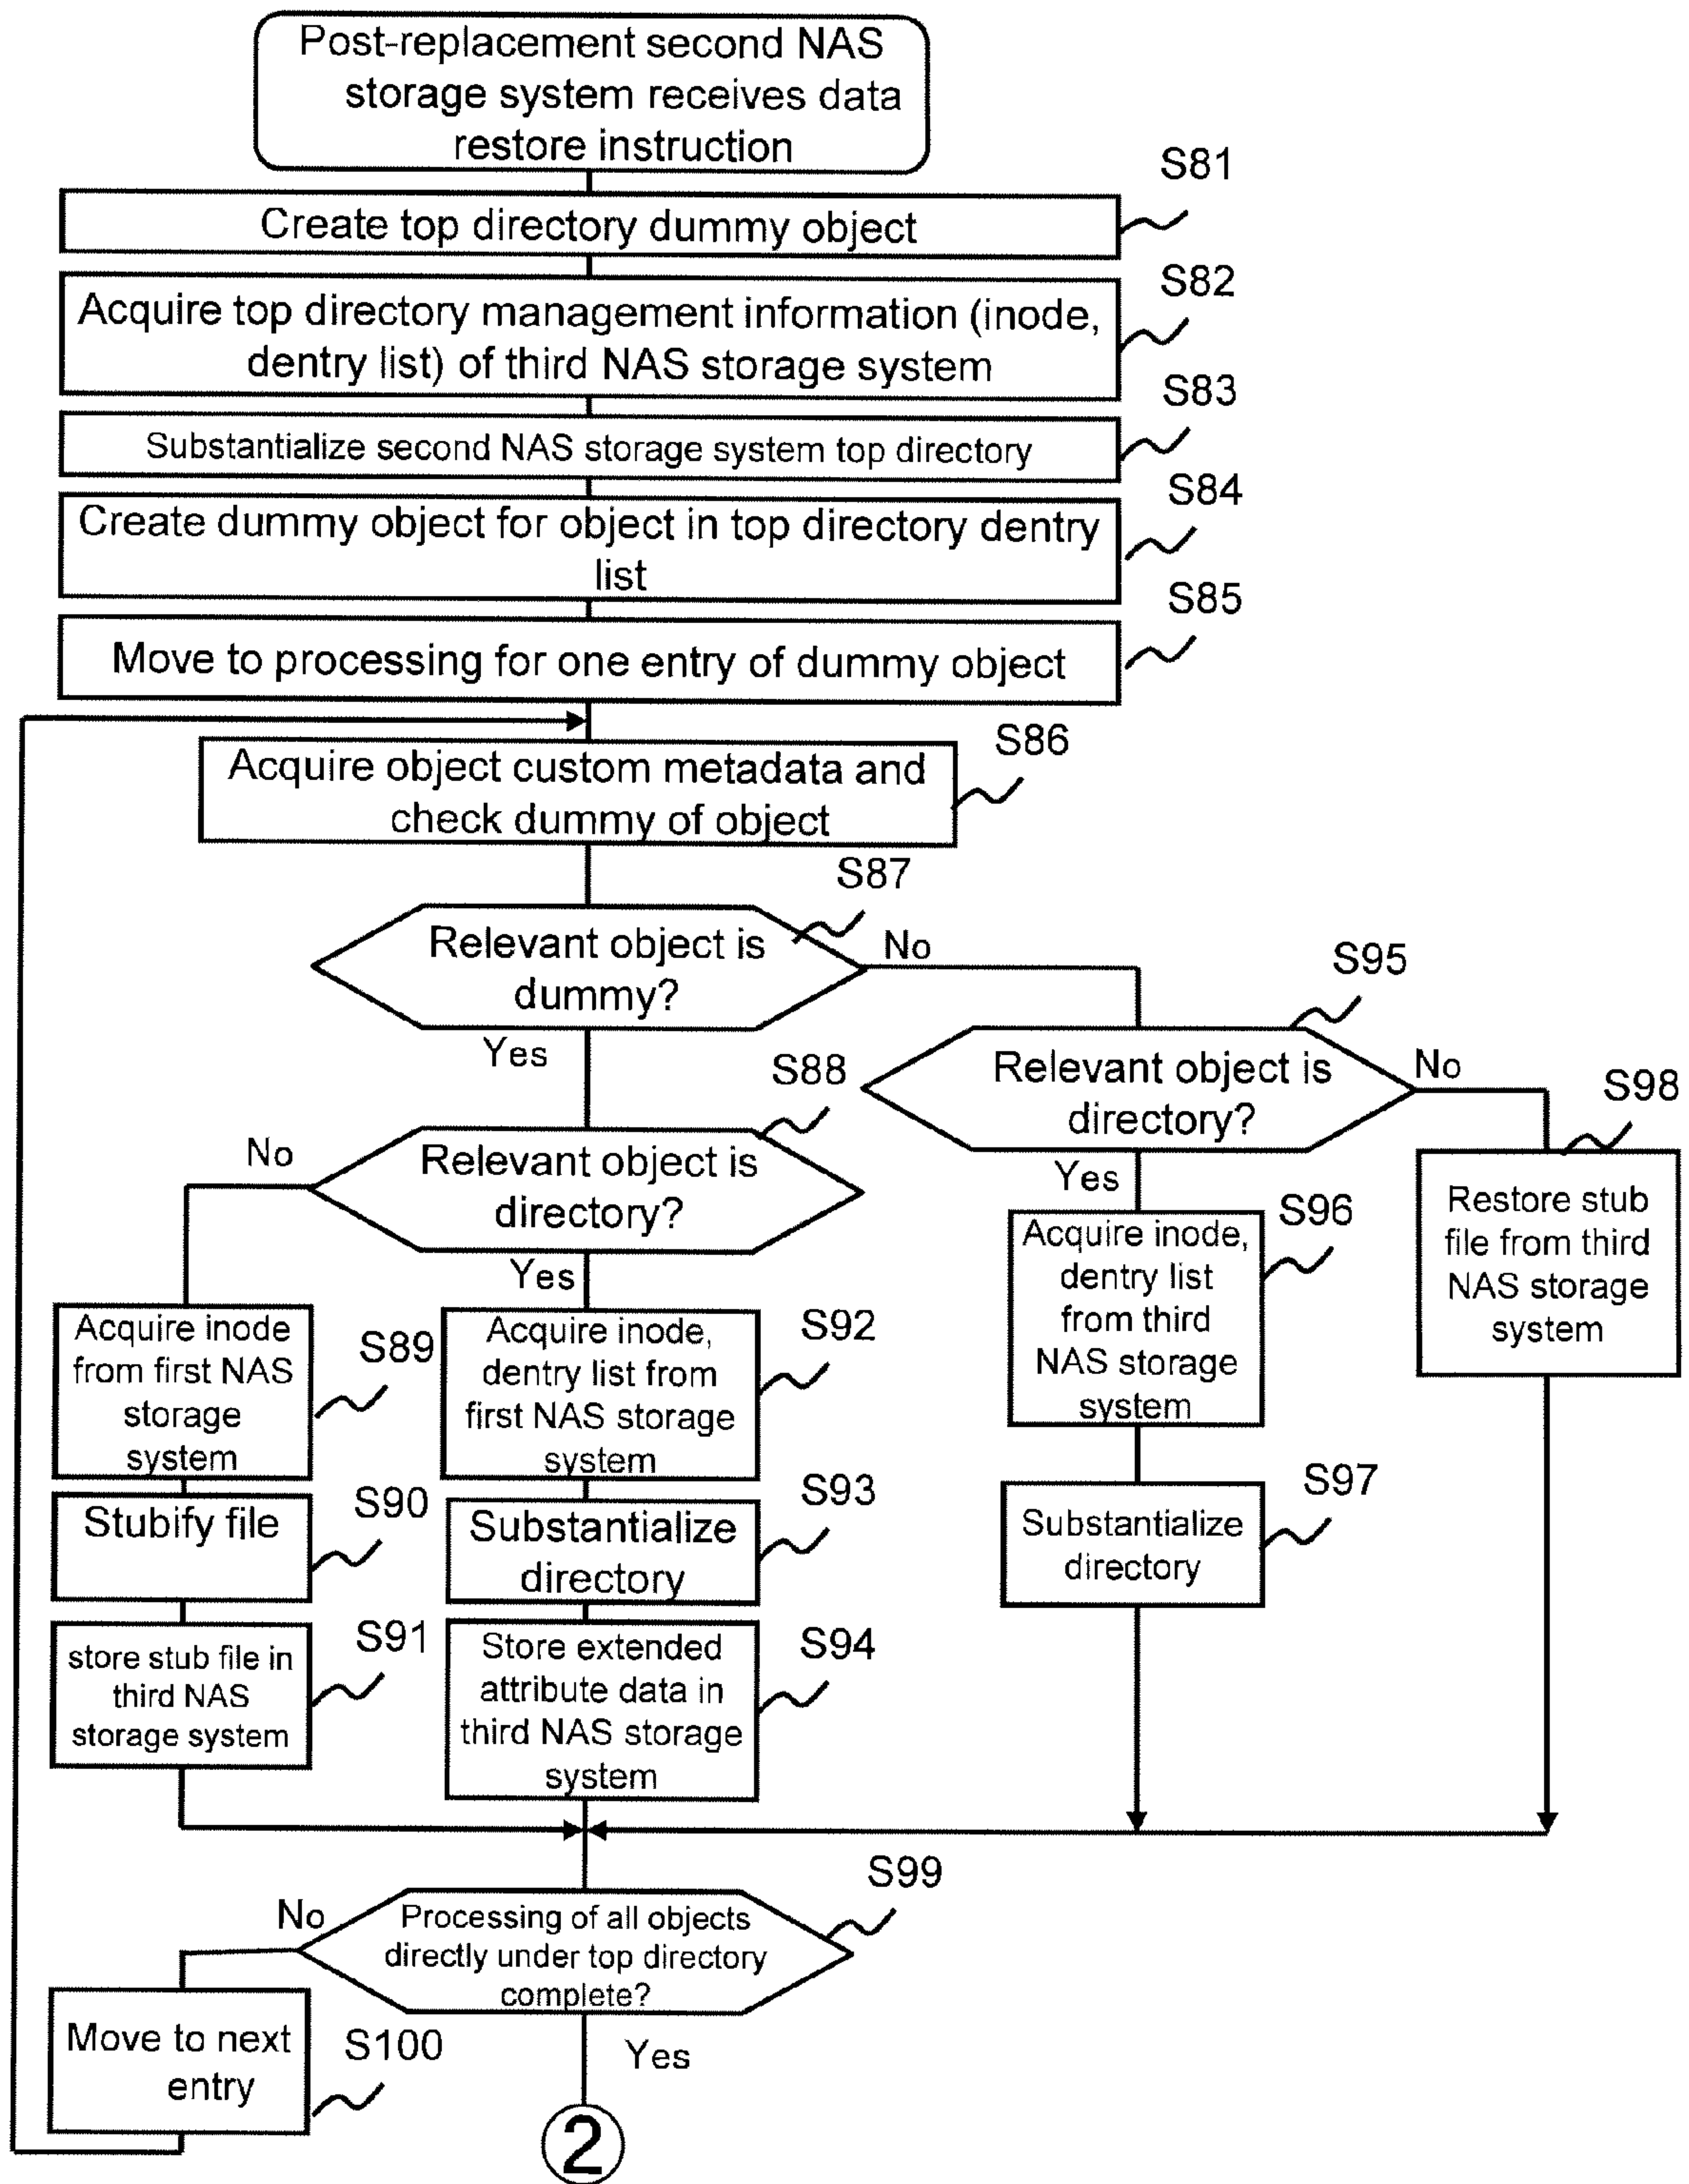 Post-replacement second NAS
storage system receives data
restore instruction
S81
Create top directory dummy object
S82
Acquire top directory management information (inode,
dentry list) of third NAS storage system
S83
Substantialize second NAS storage system top directory
S84
Create dummy object for object in top directory dentry
list
S85
Move to processing for one entry of dummy object
S86
Acquire object custom metadata and
check dummy of object
S87
Relevant object is
dummy?
No
Yes
S95
Relevant object is
directory?
No
Yes
S88
Relevant object is
directory?
No
Yes
S98
Restore stub
file from third
NAS storage
system
S96
Acquire inode,
dentry list
from third
NAS storage
system
S89
Acquire inode
from first NAS
storage
system
S92
Acquire inode,
dentry list from
first NAS storage
system
S97
Substantialize
directory
S90
Stubify file
S93
Substantialize
directory
S91
store stub file in
third NAS
storage system
S94
Store extended
attribute data in
third NAS storage
system
S99
Processing of all objects
directly under top directory
complete?
No
Yes
S100
Move to next
entry
2